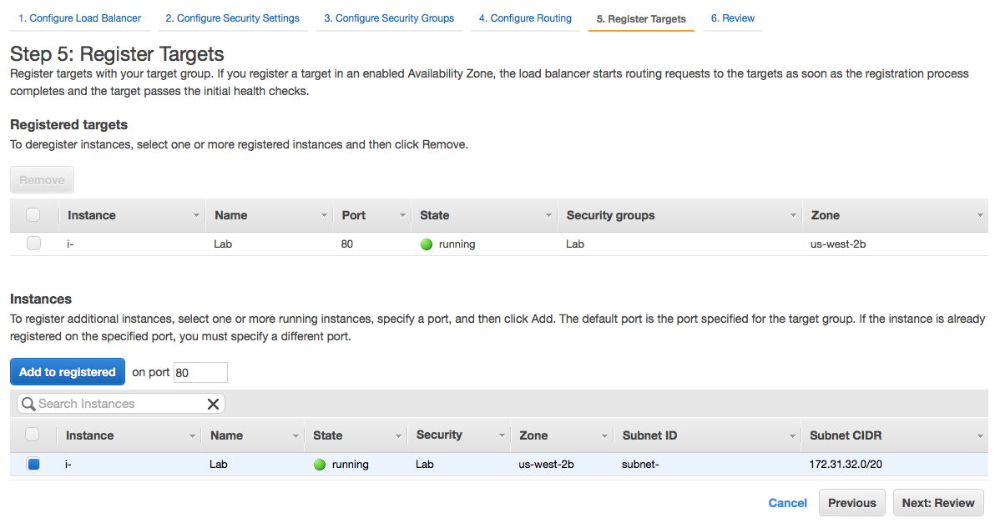 1. Configure Load Balancer 2. Configure Security Settings 3. Configure Security Groups 4. Configure Routing 5. Register Targets 6. Review
Step 5: Register Targets
Register targets with your target group. If you register a target in an enabled Availability Zone, the load balancer starts routing requests to the targets as soon as the registration process
completes and the target passes the initial health checks.
Registered targets
To deregister instances, select one or more registered instances and then click Remove.
Remove
Instance Name Port State Security groups Zone
i- Lab 80 running Lab us-west-2b
Instances
To register additional instances, select one or more running instances, specify a port, and then click Add. The default port is the port specified for the target group. If the instance is already
registered on the specified port, you must specify a different port.
Add to registered on port 80
Search Instances
Instance Name State Security Zone Subnet ID Subnet CIDR
i- Lab running Lab us-west-2b subnet- 172.31.32.0/20
Cancel Previous Next: Review